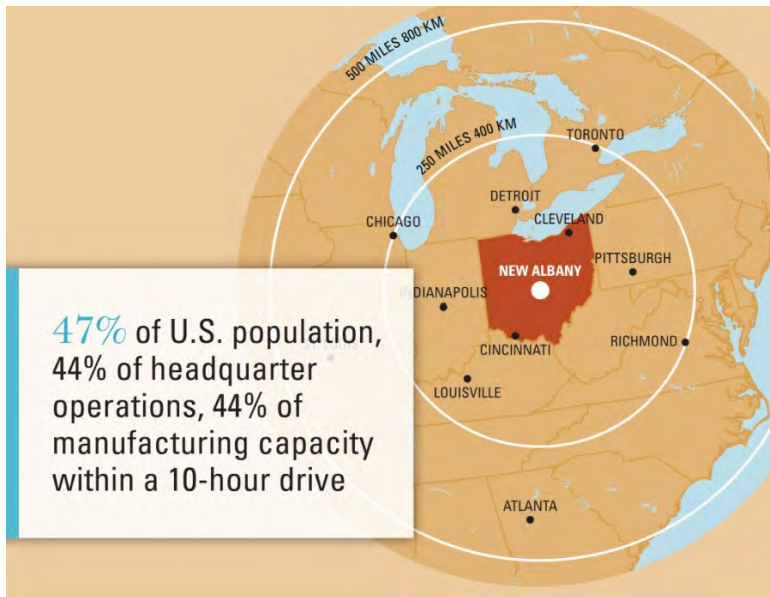 500 MILES 800 KM
250 MILES 400 KM
TORONTO
DETROIT
CHICAGO
CLEVELAND
PITTSBURGH
NEW ALBANY
INDIANAPOLIS
CINCINNATI
RICHMOND
LOUISVILLE
ATLANTA
47% of U.S. population,
44% of headquarter
operations, 44% of
manufacturing capacity
within a 10-hour drive